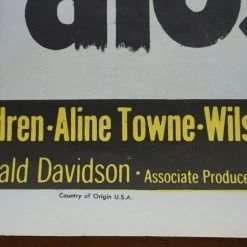 dren · Aline Towne · Wils
ald Davidson · Associate Produce
Country of Origin U.S.A.